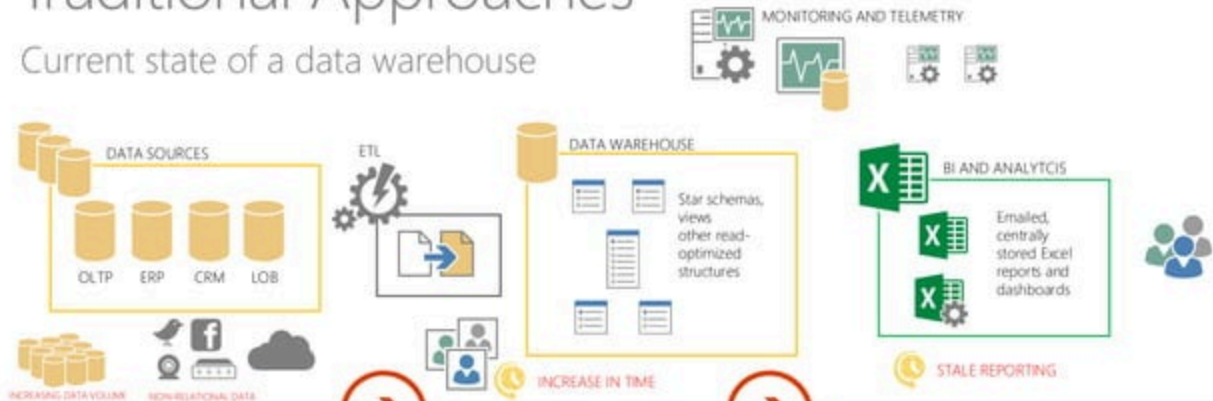 Traditional Approaches
Current state of a data warehouse
MONITORING AND TELEMETRY
DATA SOURCES
OLTP
ERP
CRM
LOB
INCREASING DATA VOLUME
NON-RELATIONAL DATA
ETL
INCREASE IN TIME
DATA WAREHOUSE
Star schemas,
views
other read-
optimized
structures
BI AND ANALYTCIS
Emailed,
centrally
stored Excel
reports and
dashboards
STALE REPORTING